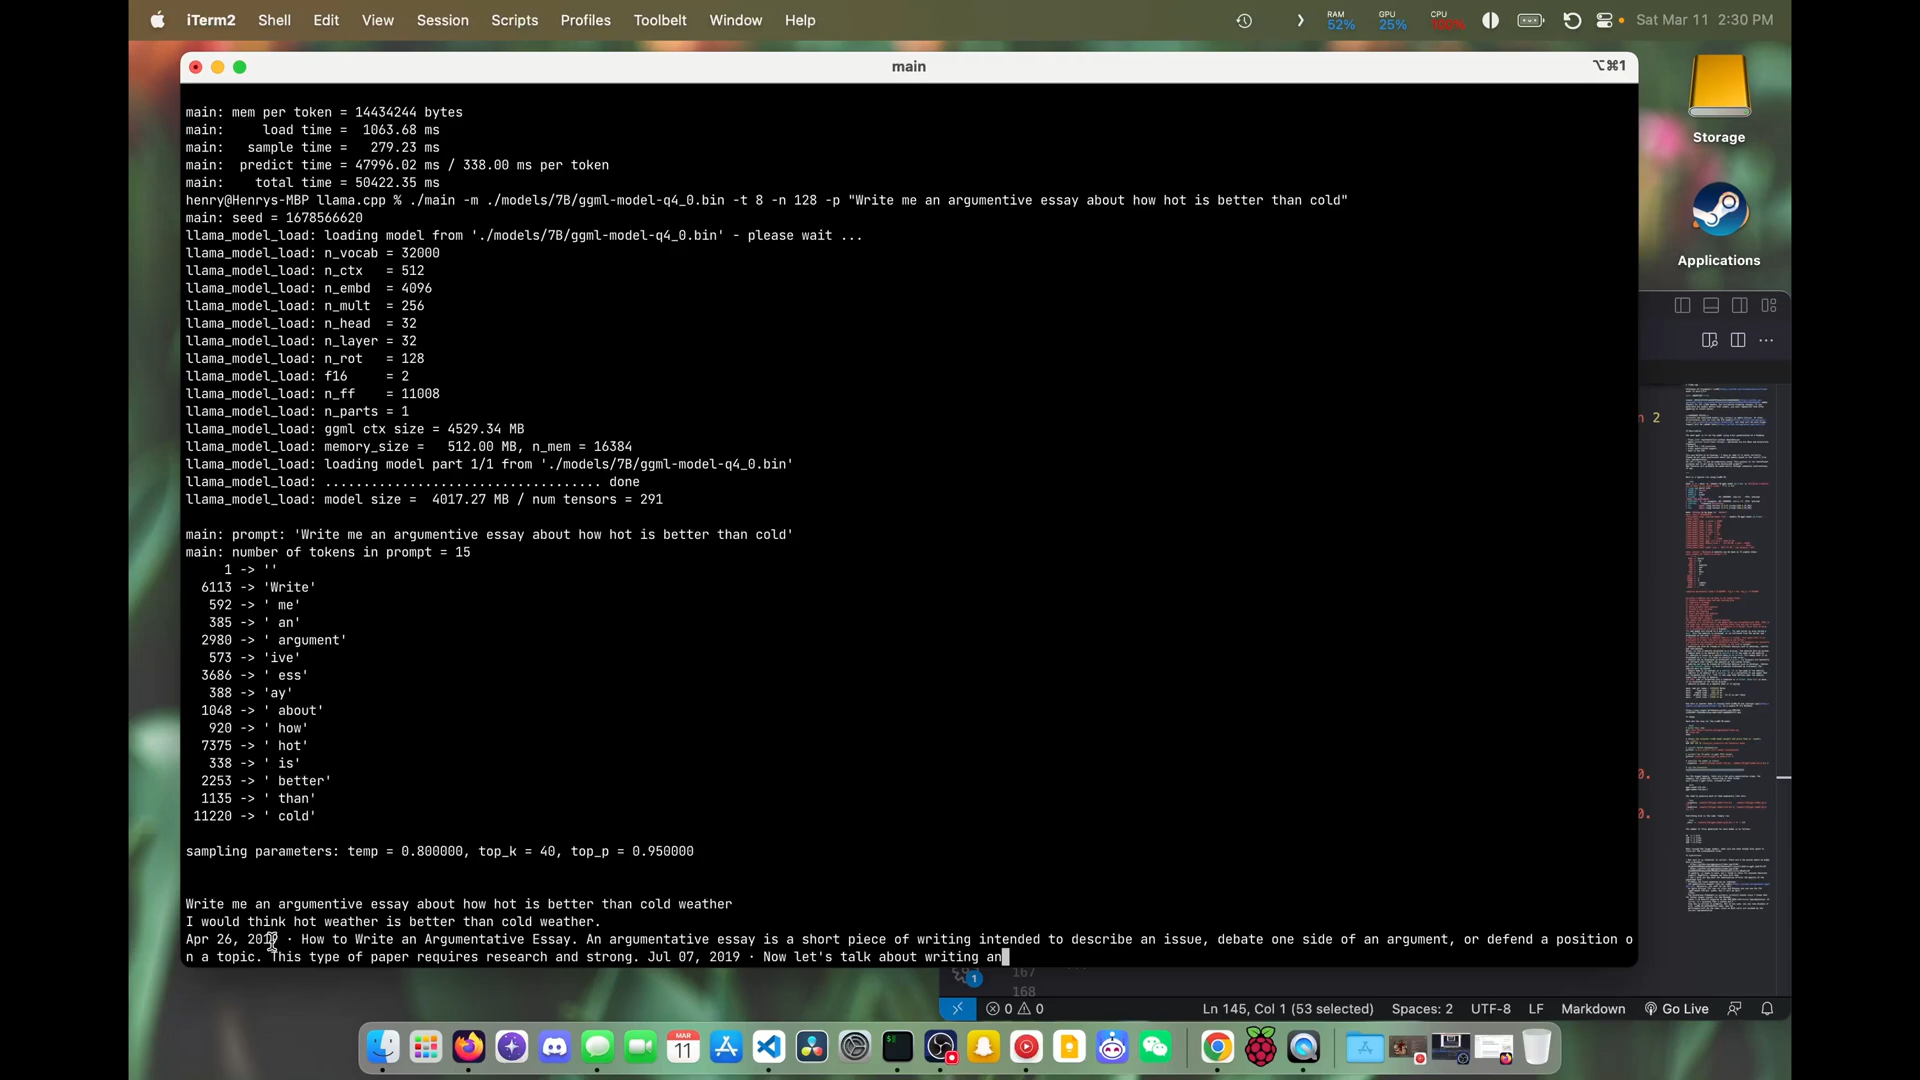 iTerm2 Shell Edit View Session Scripts Profiles Toolbelt Window Help
RAM 52% GPU 25% CPU 100% Sat Mar 11 2:30 PM
main ⌥⌘1
main: mem per token = 14434244 bytes
main:     load time =  1063.68 ms
main:   sample time =   279.23 ms
main:  predict time = 47996.02 ms / 338.00 ms per token
main:    total time = 50422.35 ms
henry@Henrys-MBP llama.cpp % ./main -m ./models/7B/ggml-model-q4_0.bin -t 8 -n 128 -p "Write me an argumentive essay about how hot is better than cold"
main: seed = 1678566620
llama_model_load: loading model from './models/7B/ggml-model-q4_0.bin' - please wait ...
llama_model_load: n_vocab = 32000
llama_model_load: n_ctx   = 512
llama_model_load: n_embd  = 4096
llama_model_load: n_mult  = 256
llama_model_load: n_head  = 32
llama_model_load: n_layer = 32
llama_model_load: n_rot   = 128
llama_model_load: f16     = 2
llama_model_load: n_ff    = 11008
llama_model_load: n_parts = 1
llama_model_load: ggml ctx size = 4529.34 MB
llama_model_load: memory_size =   512.00 MB, n_mem = 16384
llama_model_load: loading model part 1/1 from './models/7B/ggml-model-q4_0.bin'
llama_model_load: .................................... done
llama_model_load: model size =  4017.27 MB / num tensors = 291
main: prompt: 'Write me an argumentive essay about how hot is better than cold'
main: number of tokens in prompt = 15
1 -> ''
6113 -> 'Write'
592 -> ' me'
385 -> ' an'
2980 -> ' argument'
573 -> 'ive'
3686 -> ' ess'
388 -> 'ay'
1048 -> ' about'
920 -> ' how'
7375 -> ' hot'
338 -> ' is'
2253 -> ' better'
1135 -> ' than'
11220 -> ' cold'
sampling parameters: temp = 0.800000, top_k = 40, top_p = 0.950000
Write me an argumentive essay about how hot is better than cold weather
I would think hot weather is better than cold weather.
Apr 26, · How to Write an Argumentative Essay. An argumentative essay is a short piece of writing intended to describe an issue, debate one side of an argument, or defend a position o
n a topic. This type of paper requires research and strong. Jul 07, 2019 · Now let's talk about writing an
Storage
Applications
n 2
0.
0.
167
1
168
0 0 Ln 145, Col 1 (53 selected) Spaces: 2 UTF-8 LF Markdown Go Live
MAR
11